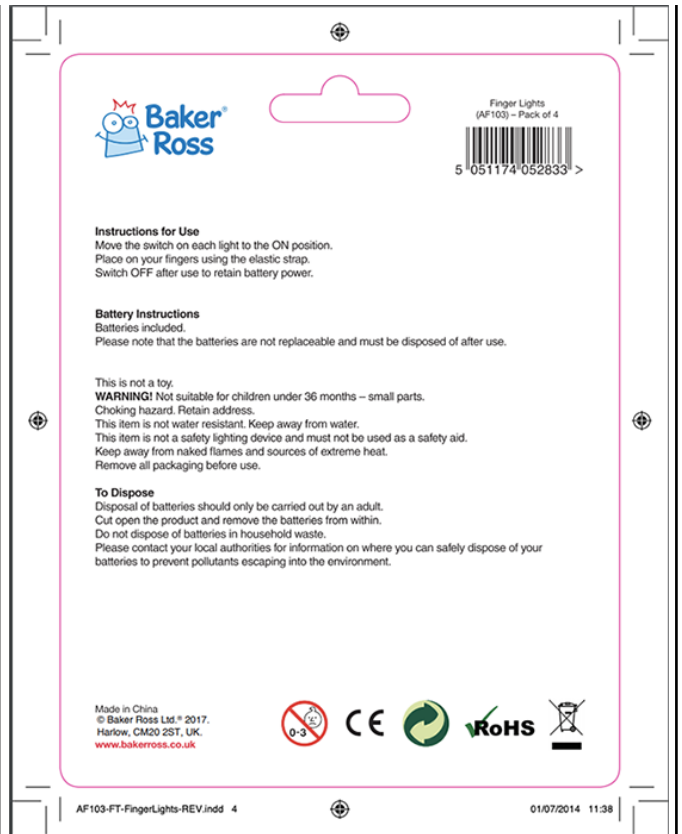 Baker®
Ross
Finger Lights
(AF103) – Pack of 4
5 051174 052833 >
Instructions for Use
Move the switch on each light to the ON position.
Place on your fingers using the elastic strap.
Switch OFF after use to retain battery power.
Battery Instructions
Batteries included.
Please note that the batteries are not replaceable and must be disposed of after use.
This is not a toy.
WARNING! Not suitable for children under 36 months – small parts.
Choking hazard. Retain address.
This item is not water resistant. Keep away from water.
This item is not a safety lighting device and must not be used as a safety aid.
Keep away from naked flames and sources of extreme heat.
Remove all packaging before use.
To Dispose
Disposal of batteries should only be carried out by an adult.
Cut open the product and remove the batteries from within.
Do not dispose of batteries in household waste.
Please contact your local authorities for information on where you can safely dispose of your
batteries to prevent pollutants escaping into the environment.
Made in China
© Baker Ross Ltd.® 2017.
Harlow, CM20 2ST, UK.
www.bakerross.co.uk
0-3
CE
RoHS
AF103-FT-FingerLights-REV.indd 4
01/07/2014 11:38